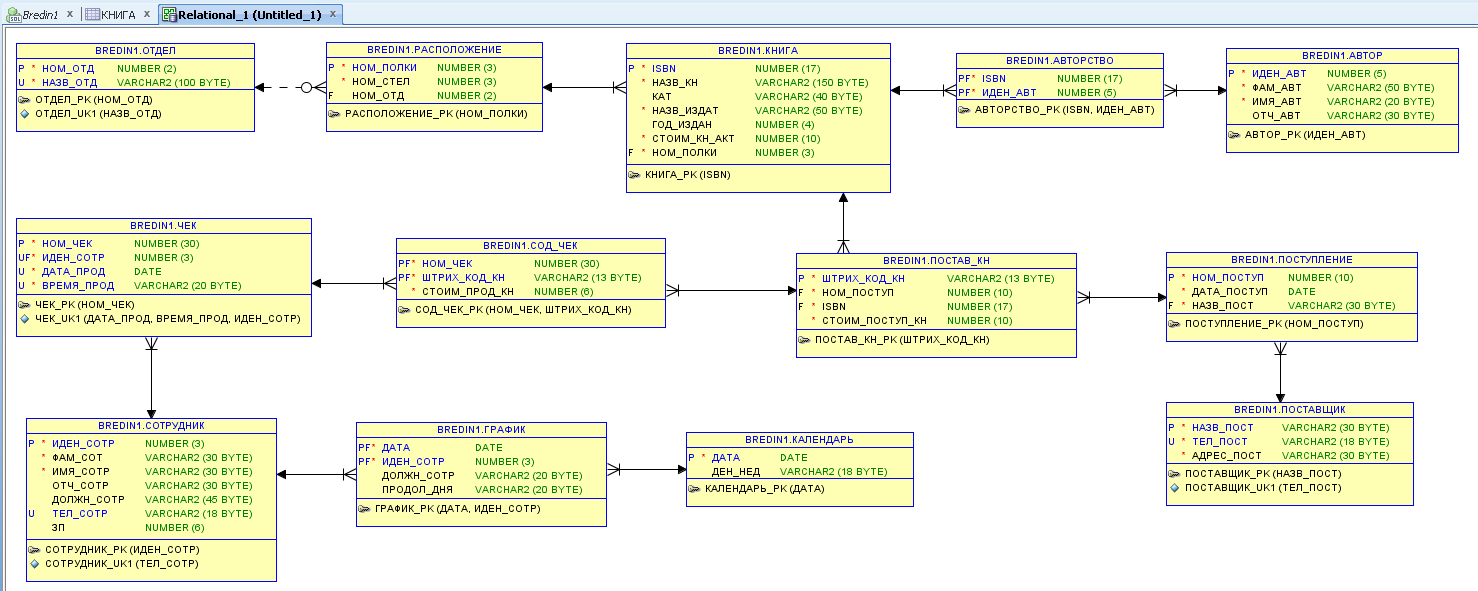 Bredin1 x КНИГА x Relational_1 (Untitled_1) x
BREDIN1.ОТДЕЛ
P * НОМ_ОТД NUMBER (2)
U * НАЗВ_ОТД VARCHAR2 (100 BYTE)
ОТДЕЛ_PK (НОМ_ОТД)
ОТДЕЛ_UK1 (НАЗВ_ОТД)
BREDIN1.РАСПОЛОЖЕНИЕ
P * НОМ_ПОЛКИ NUMBER (3)
* НОМ_СТЕЛ NUMBER (3)
F НОМ_ОТД NUMBER (2)
РАСПОЛОЖЕНИЕ_PK (НОМ_ПОЛКИ)
BREDIN1.КНИГА
P * ISBN NUMBER (17)
* НАЗВ_КН VARCHAR2 (150 BYTE)
КАТ VARCHAR2 (40 BYTE)
* НАЗВ_ИЗДАТ VARCHAR2 (50 BYTE)
ГОД_ИЗДАН NUMBER (4)
* СТОИМ_КН_АКТ NUMBER (10)
F * НОМ_ПОЛКИ NUMBER (3)
КНИГА_PK (ISBN)
BREDIN1.АВТОРСТВО
PF* ISBN NUMBER (17)
PF* ИДЕН_АВТ NUMBER (5)
АВТОРСТВО_PK (ISBN, ИДЕН_АВТ)
BREDIN1.АВТОР
P * ИДЕН_АВТ NUMBER (5)
* ФАМ_АВТ VARCHAR2 (50 BYTE)
* ИМЯ_АВТ VARCHAR2 (20 BYTE)
ОТЧ_АВТ VARCHAR2 (30 BYTE)
АВТОР_PK (ИДЕН_АВТ)
BREDIN1.ЧЕК
P * НОМ_ЧЕК NUMBER (30)
UF* ИДЕН_СОТР NUMBER (3)
U * ДАТА_ПРОД DATE
U * ВРЕМЯ_ПРОД VARCHAR2 (20 BYTE)
ЧЕК_PK (НОМ_ЧЕК)
ЧЕК_UK1 (ДАТА_ПРОД, ВРЕМЯ_ПРОД, ИДЕН_СОТР)
BREDIN1.СОД_ЧЕК
PF* НОМ_ЧЕК NUMBER (30)
PF* ШТРИХ_КОД_КН VARCHAR2 (13 BYTE)
* СТОИМ_ПРОД_КН NUMBER (6)
СОД_ЧЕК_PK (НОМ_ЧЕК, ШТРИХ_КОД_КН)
BREDIN1.ПОСТАВ_КН
P * ШТРИХ_КОД_КН VARCHAR2 (13 BYTE)
F * НОМ_ПОСТУП NUMBER (10)
F * ISBN NUMBER (17)
* СТОИМ_ПОСТУП_КН NUMBER (10)
ПОСТАВ_КН_PK (ШТРИХ_КОД_КН)
BREDIN1.ПОСТУПЛЕНИЕ
P * НОМ_ПОСТУП NUMBER (10)
* ДАТА_ПОСТУП DATE
F * НАЗВ_ПОСТ VARCHAR2 (30 BYTE)
ПОСТУПЛЕНИЕ_PK (НОМ_ПОСТУП)
BREDIN1.СОТРУДНИК
P * ИДЕН_СОТР NUMBER (3)
* ФАМ_СОТ VARCHAR2 (30 BYTE)
* ИМЯ_СОТР VARCHAR2 (30 BYTE)
ОТЧ_СОТР VARCHAR2 (30 BYTE)
ДОЛЖН_СОТР VARCHAR2 (45 BYTE)
U ТЕЛ_СОТР VARCHAR2 (18 BYTE)
ЗП NUMBER (6)
СОТРУДНИК_PK (ИДЕН_СОТР)
СОТРУДНИК_UK1 (ТЕЛ_СОТР)
BREDIN1.ГРАФИК
PF* ДАТА DATE
PF* ИДЕН_СОТР NUMBER (3)
ДОЛЖН_СОТР VARCHAR2 (20 BYTE)
ПРОДОЛ_ДНЯ VARCHAR2 (20 BYTE)
ГРАФИК_PK (ДАТА, ИДЕН_СОТР)
BREDIN1.КАЛЕНДАРЬ
P * ДАТА DATE
ДЕН_НЕД VARCHAR2 (18 BYTE)
КАЛЕНДАРЬ_PK (ДАТА)
BREDIN1.ПОСТАВЩИК
P * НАЗВ_ПОСТ VARCHAR2 (30 BYTE)
U * ТЕЛ_ПОСТ VARCHAR2 (18 BYTE)
* АДРЕС_ПОСТ VARCHAR2 (30 BYTE)
ПОСТАВЩИК_PK (НАЗВ_ПОСТ)
ПОСТАВЩИК_UK1 (ТЕЛ_ПОСТ)